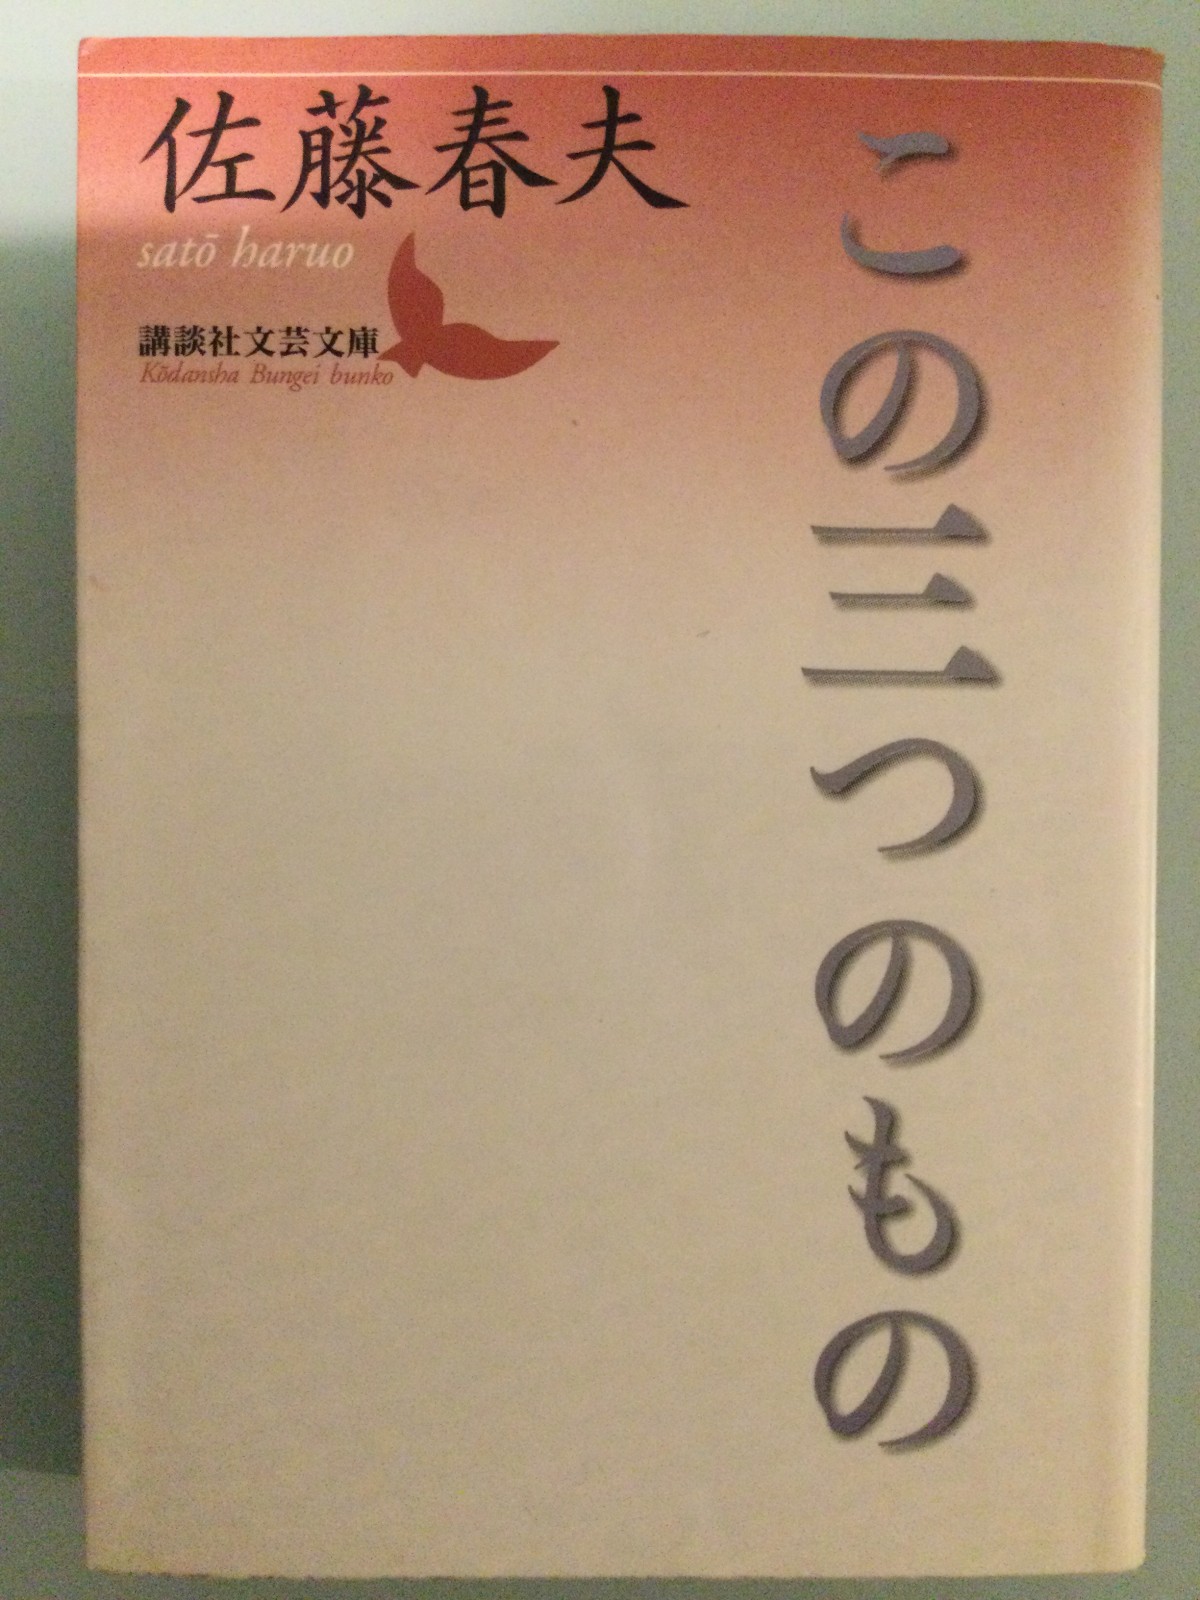 佐藤春夫
satō haruo
講談社文芸文庫
Kōdansha Bungei bunko
この三つのもの